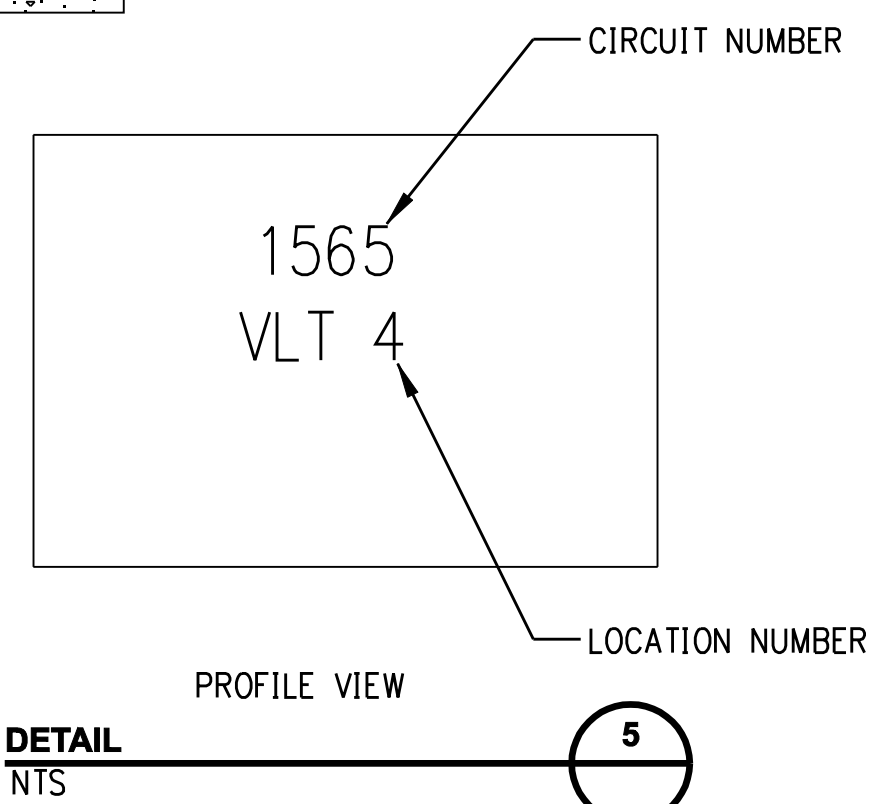 CIRCUIT NUMBER
1565
VLT 4
LOCATION NUMBER
PROFILE VIEW
DETAIL
5
NTS